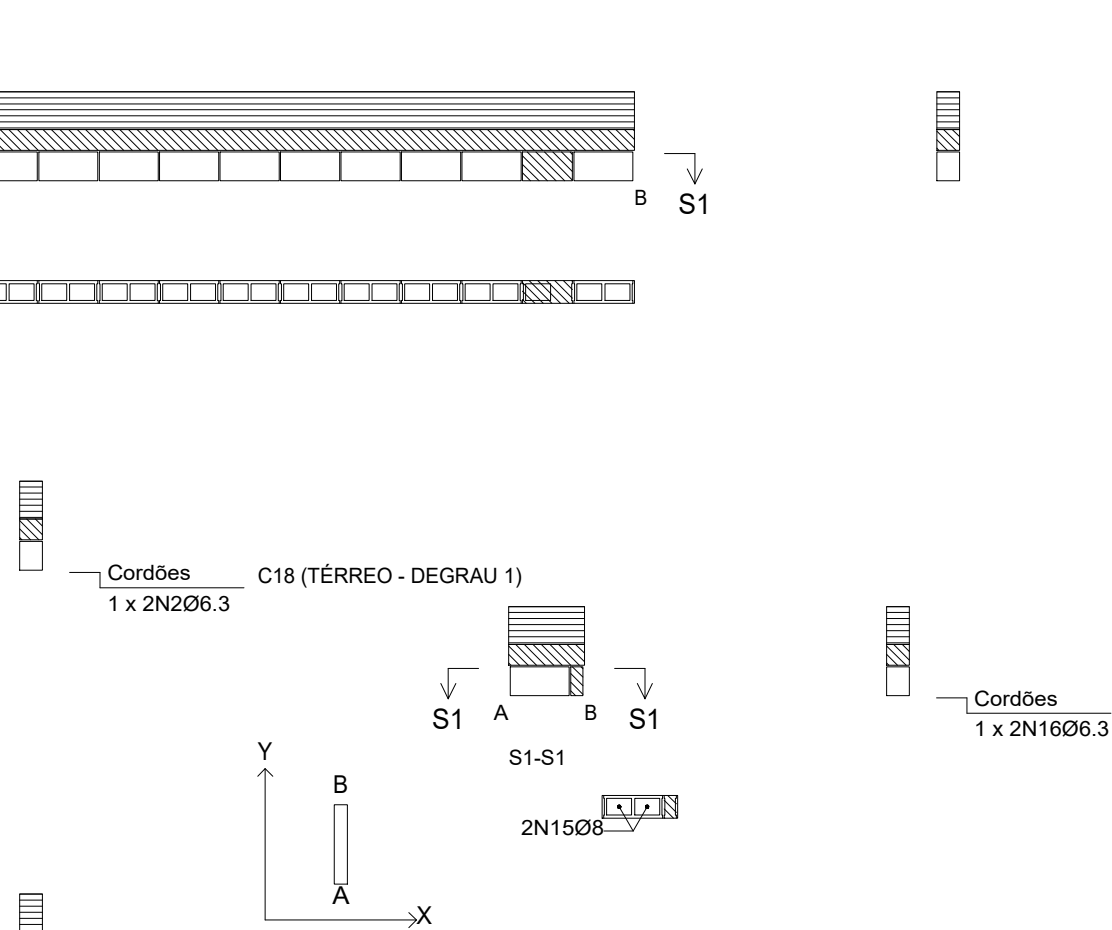 B
S1
Cordões
1 x 2N2Ø6.3
C18 (TÉRREO - DEGRAU 1)
S1
A
B
S1
Cordões
1 x 2N16Ø6.3
S1-S1
2N15Ø8
Y
B
A
X